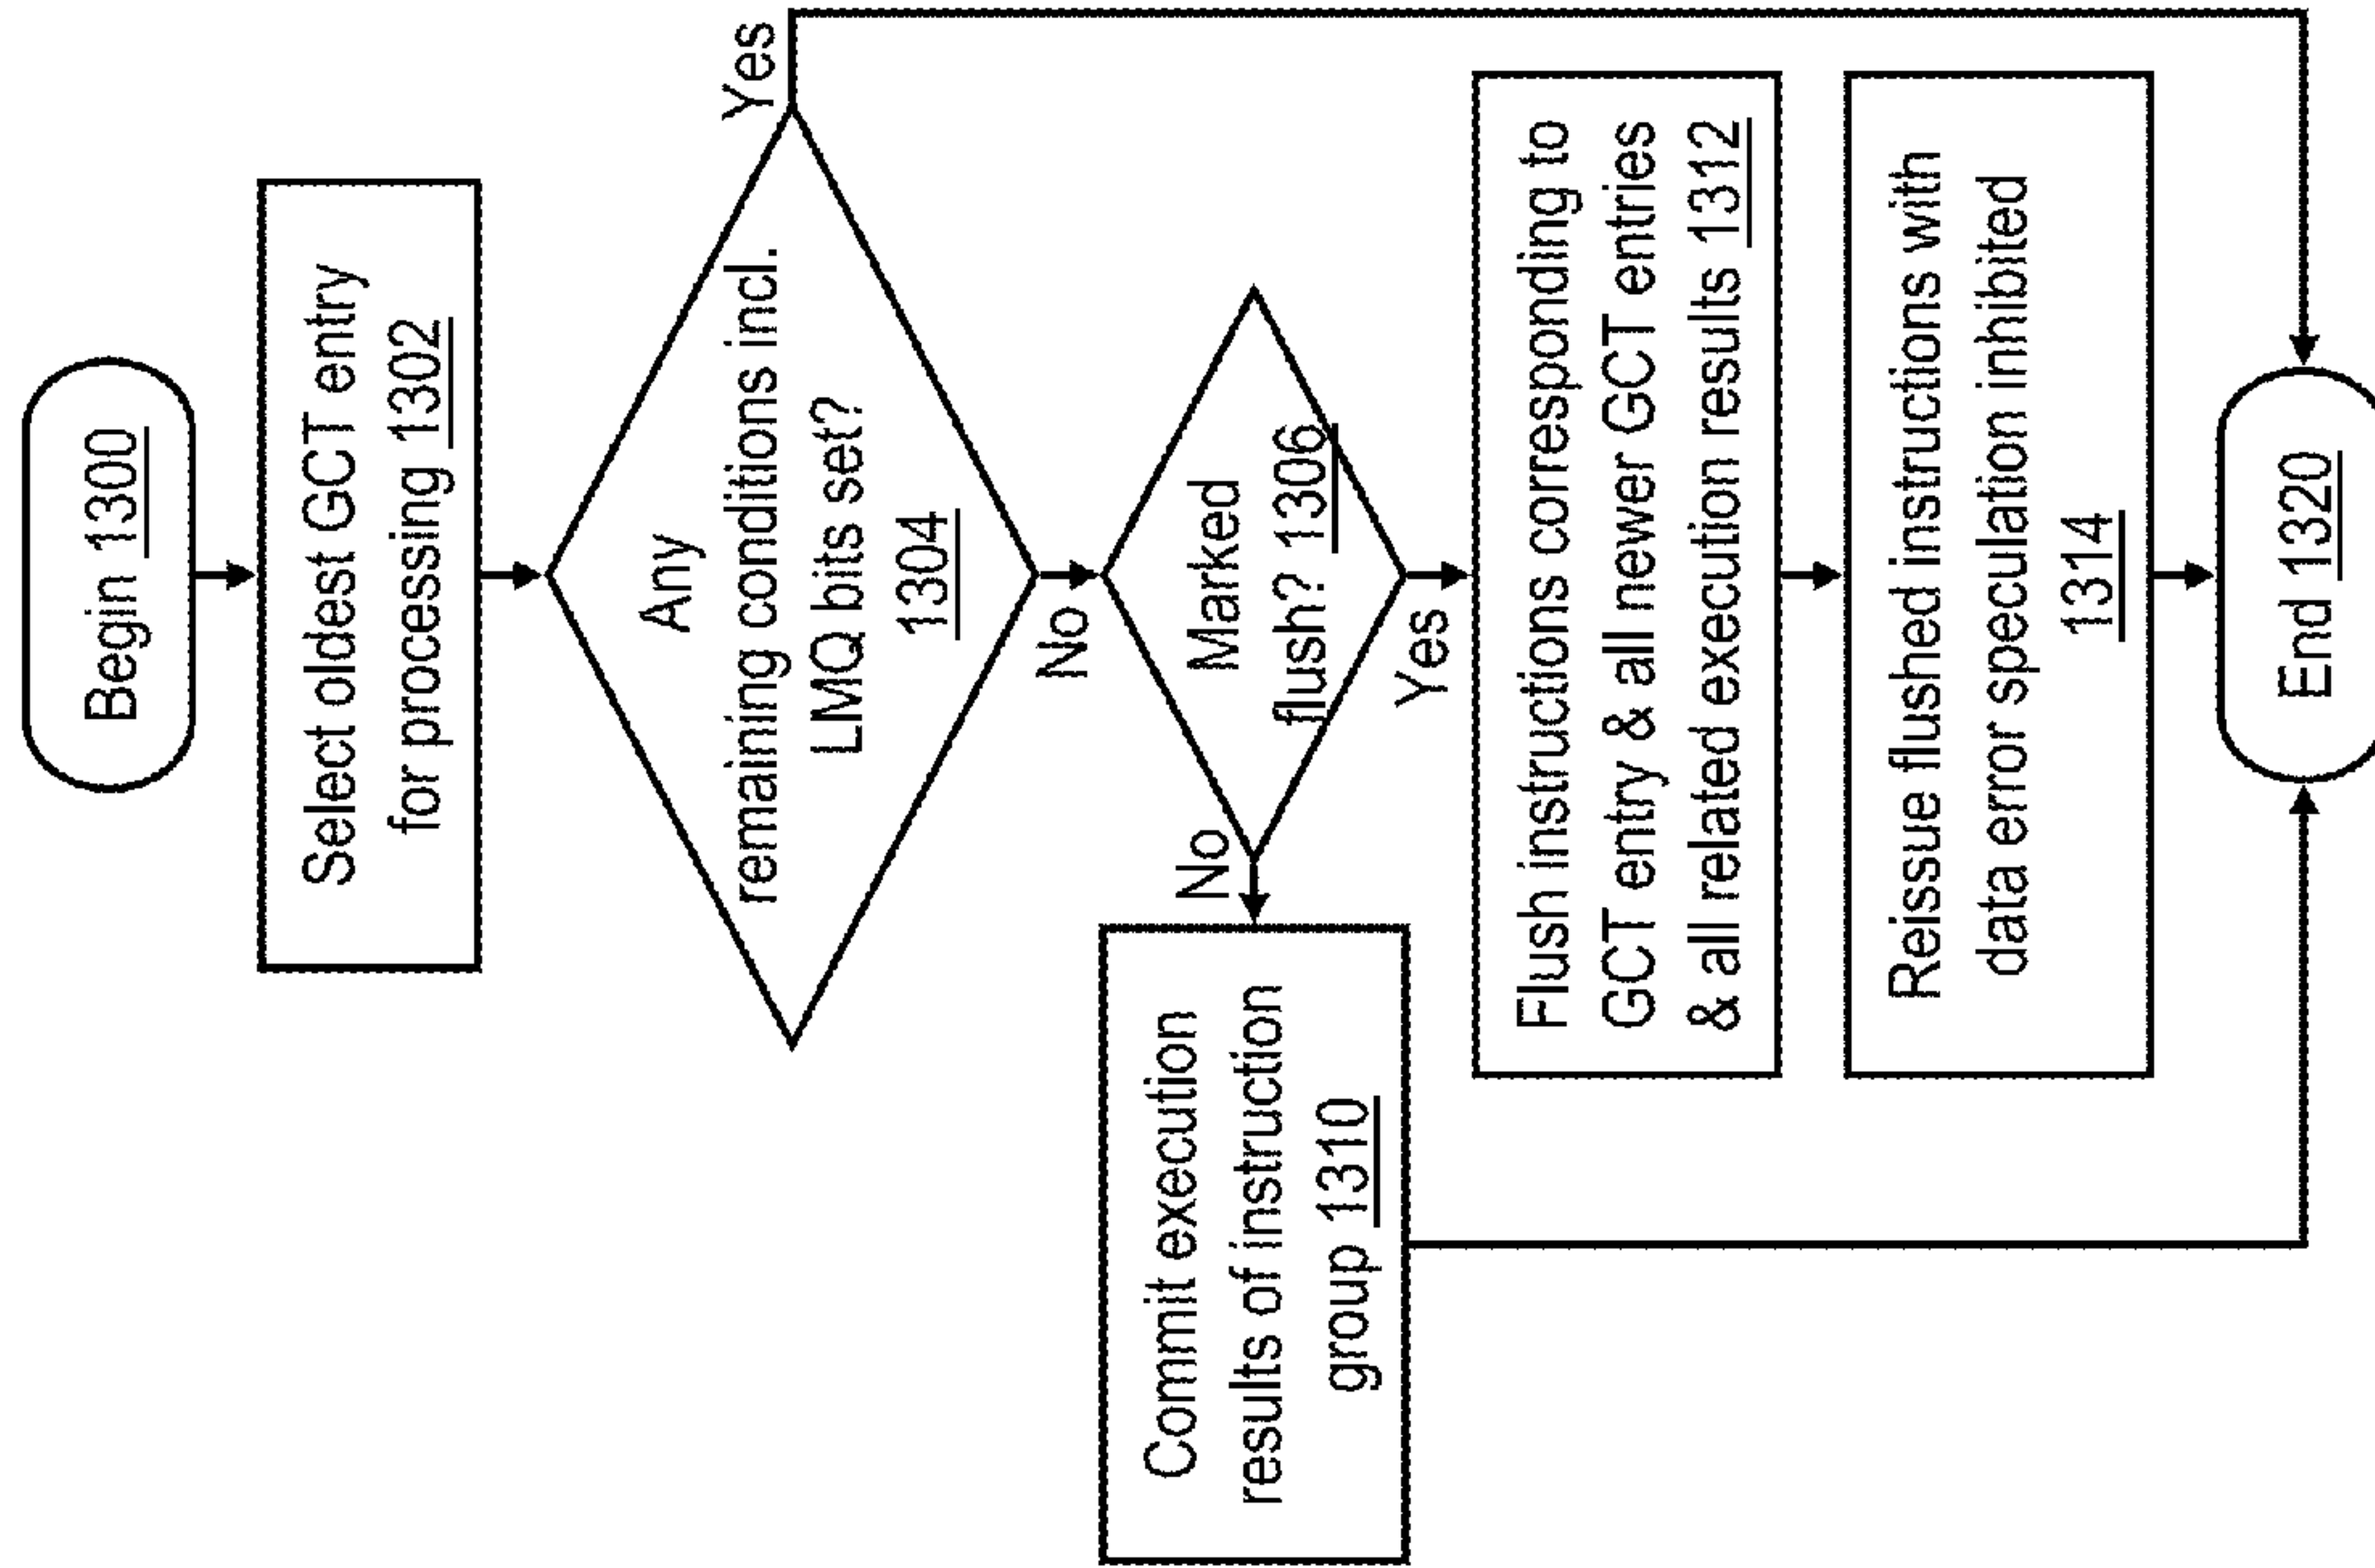 Begin 1300
Select oldest GCT entry
for processing 1302
Any
remaining conditions incl.
LMQ bits set?
1304
Yes
No
Marked
flush? 1306
No
Yes
Commit execution
results of instruction
group 1310
Flush instructions corresponding to
GCT entry & all newer GCT entries
& all related execution results 1312
Reissue flushed instructions with
data error speculation inhibited
1314
End 1320